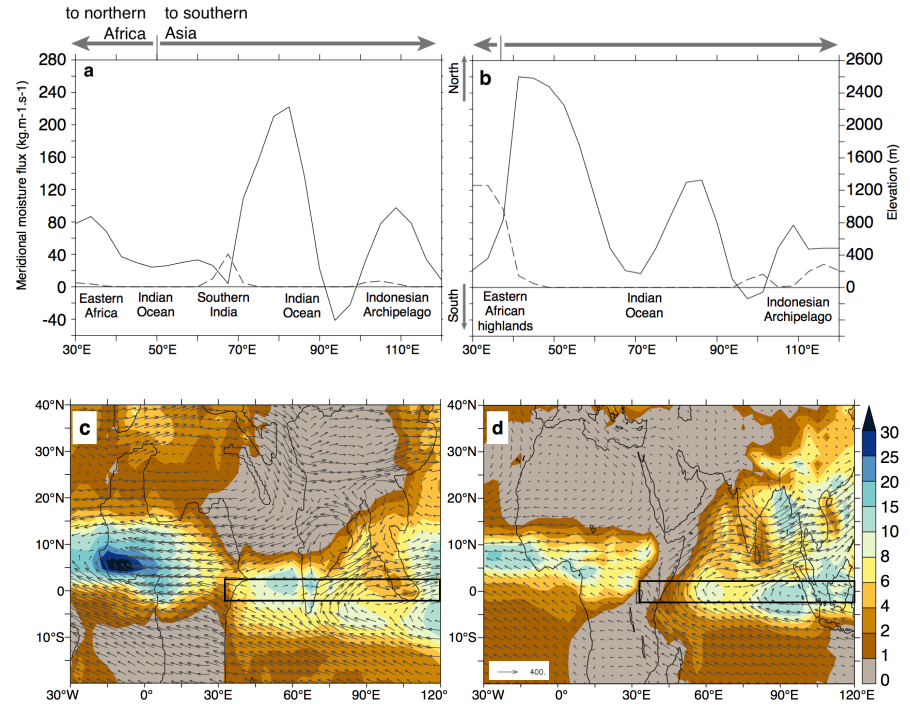 to northern
Africa
to southern
Asia
a
Meridional moisture flux (kg.m-1.s-1)
280
240
200
160
120
80
40
0
-40
Eastern
Africa
Indian
Ocean
Southern
India
Indian
Ocean
Indonesian
Archipelago
30°E
50°E
70°E
90°E
110°E
b
North
South
2600
2400
2000
1600
1200
800
400
0
Elevation (m)
Eastern
African
highlands
Indian
Ocean
Indonesian
Archipelago
30°E
50°E
70°E
90°E
110°E
c
40°N
30°N
20°N
10°N
0°
10°S
30°W
0°
30°E
60°E
90°E
120°E
d
40°N
30°N
20°N
10°N
0°
10°S
400.
30°W
0°
30°E
60°E
90°E
120°E
30
25
20
15
10
8
6
4
2
1
0